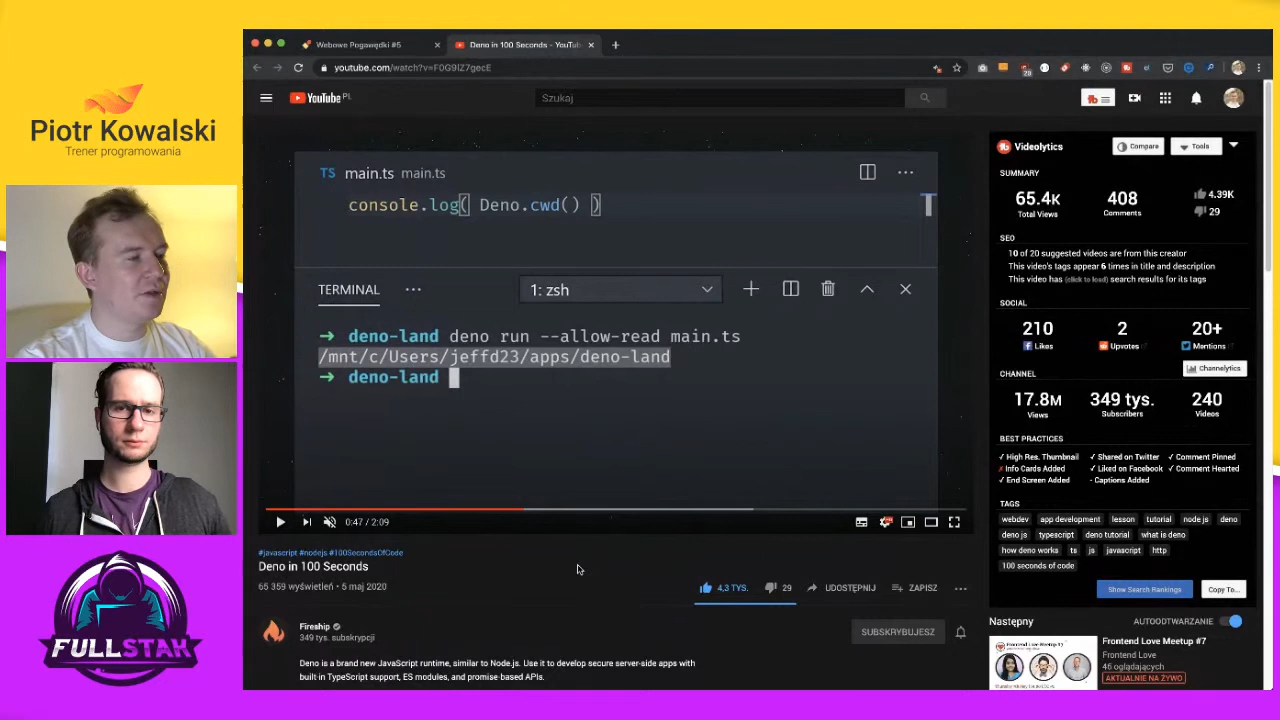 Piotr Kowalski
Trener programowania
FULLSTAK
Webowe Pogawędki #5
Deno in 100 Seconds - YouTu
youtube.com/watch?v=F0G9lZ7gecE
28
YouTube PL
Szukaj
TS main.ts main.ts
console.log( Deno.cwd() )
TERMINAL
1: zsh
→ deno-land deno run --allow-read main.ts
/mnt/c/Users/jeffd23/apps/deno-land
→ deno-land
0:47 / 2:09
#javascript #nodejs #100SecondsOfCode
Deno in 100 Seconds
65 359 wyświetleń • 5 maj 2020
4,3 TYS.
29
UDOSTĘPNIJ
ZAPISZ
Fireship
349 tys. subskrypcji
SUBSKRYBUJESZ
Deno is a brand new JavaScript runtime, similar to Node.js. Use it to develop secure server-side apps with
built-in TypeScript support, ES modules, and promise-based APIs.
Videolytics
Compare
Tools
SUMMARY
65.4K
Total Views
408
Comments
4.39K
29
SEO
10 of 20 suggested videos are from this creator
This video's tags appear 6 times in title and description
This video has (click to load) search results for its tags
SOCIAL
210
Likes
2
Upvotes
20+
Mentions
CHANNEL
Channelytics
17.8M
Views
349 tys.
Subscribers
240
Videos
BEST PRACTICES
✓ High Res. Thumbnail
✓ Shared on Twitter
✓ Comment Pinned
✗ Info Cards Added
✓ Liked on Facebook
✓ Comment Hearted
✓ End Screen Added
- Captions Added
TAGS
webdev
app development
lesson
tutorial
node js
deno
deno js
typescript
deno tutorial
what is deno
how deno works
ts
js
javascript
http
100 seconds of code
Show Search Rankings
Copy To...
Następny
AUTOODTWARZANIE
Frontend Love Meetup #7
Frontend Love Meetup #7
Frontend Love
46 oglądających
AKTUALNIE NA ŻYWO